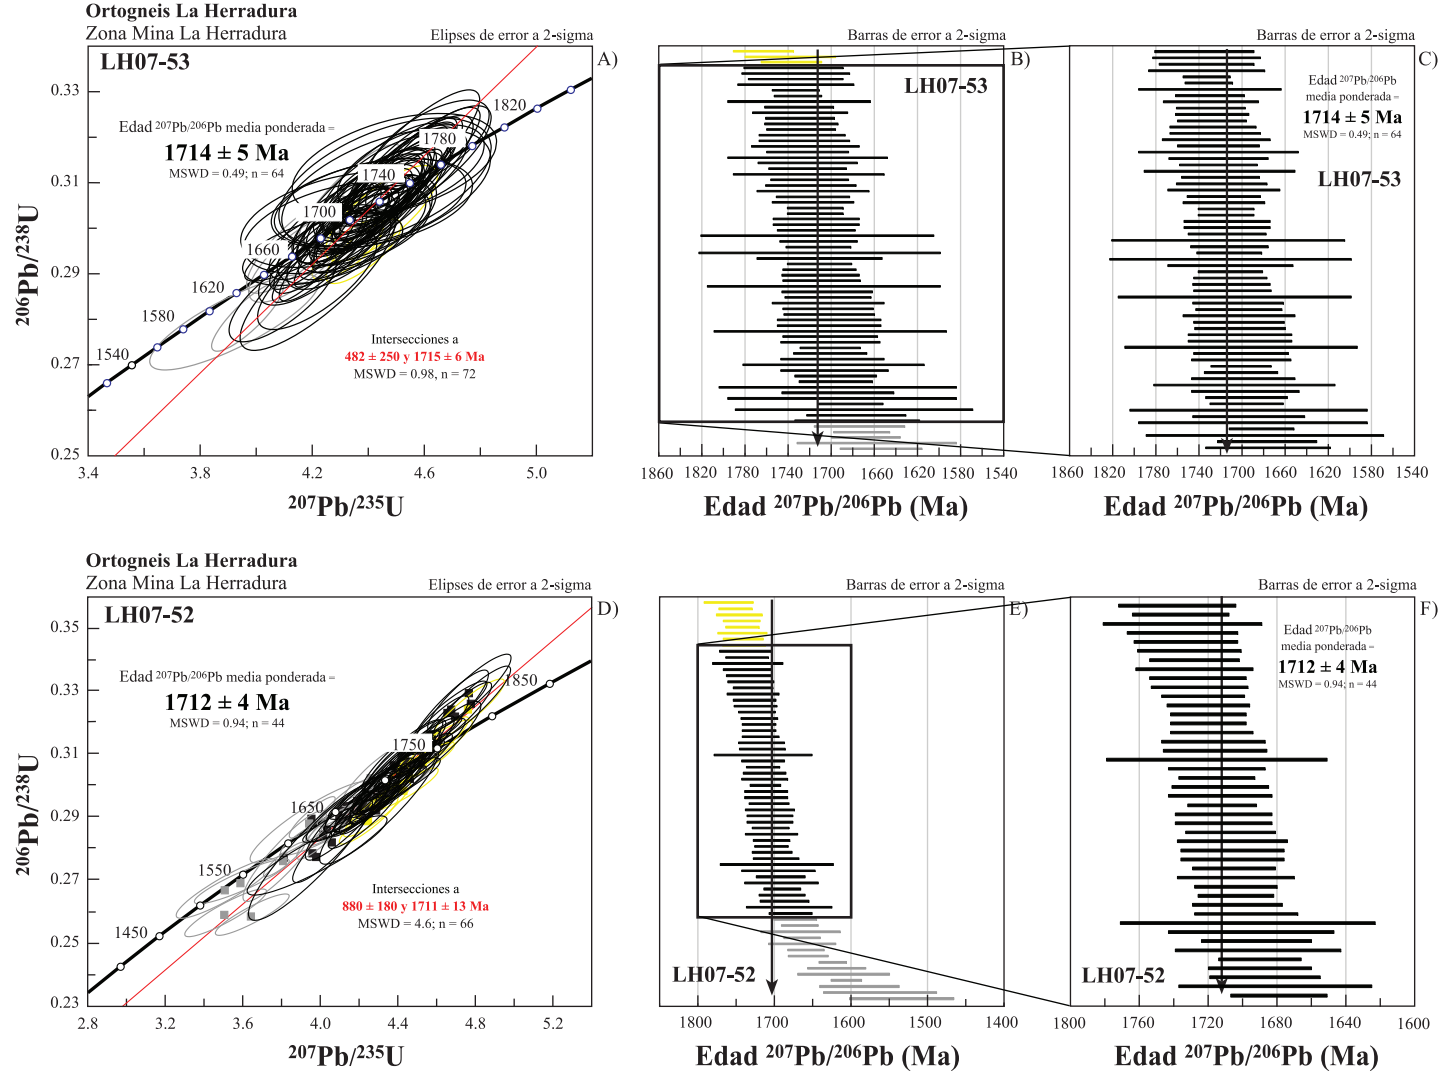 Ortogneis La Herradura
Zona Mina La Herradura
Elipses de error a 2-sigma
A)
LH07-53
Edad 207Pb/206Pb media ponderada =
1714 ± 5 Ma
MSWD = 0.49; n = 64
1820
1780
1740
1700
1660
1620
1580
1540
Intersecciones a
482 ± 250 y 1715 ± 6 Ma
MSWD = 0.98, n = 72
0.33
0.31
0.29
0.27
0.25
206Pb/238U
3.4 3.8 4.2 4.6 5.0
207Pb/235U
Barras de error a 2-sigma
B)
LH07-53
1860 1820 1780 1740 1700 1660 1620 1580 1540
Edad 207Pb/206Pb (Ma)
Barras de error a 2-sigma
C)
Edad 207Pb/206Pb
media ponderada =
1714 ± 5 Ma
MSWD = 0.49; n = 64
LH07-53
1860 1820 1780 1740 1700 1660 1620 1580 1540
Edad 207Pb/206Pb (Ma)
Ortogneis La Herradura
Zona Mina La Herradura
Elipses de error a 2-sigma
D)
LH07-52
Edad 207Pb/206Pb media ponderada =
1712 ± 4 Ma
MSWD = 0.94; n = 44
1850
1750
1650
1550
1450
Intersecciones a
880 ± 180 y 1711 ± 13 Ma
MSWD = 4.6; n = 66
0.35
0.33
0.31
0.29
0.27
0.25
0.23
206Pb/238U
2.8 3.2 3.6 4.0 4.4 4.8 5.2
207Pb/235U
Barras de error a 2-sigma
E)
LH07-52
1800 1700 1600 1500 1400
Edad 207Pb/206Pb (Ma)
Barras de error a 2-sigma
F)
Edad 207Pb/206Pb
media ponderada =
1712 ± 4 Ma
MSWD = 0.94; n = 44
LH07-52
1800 1760 1720 1680 1640 1600
Edad 207Pb/206Pb (Ma)